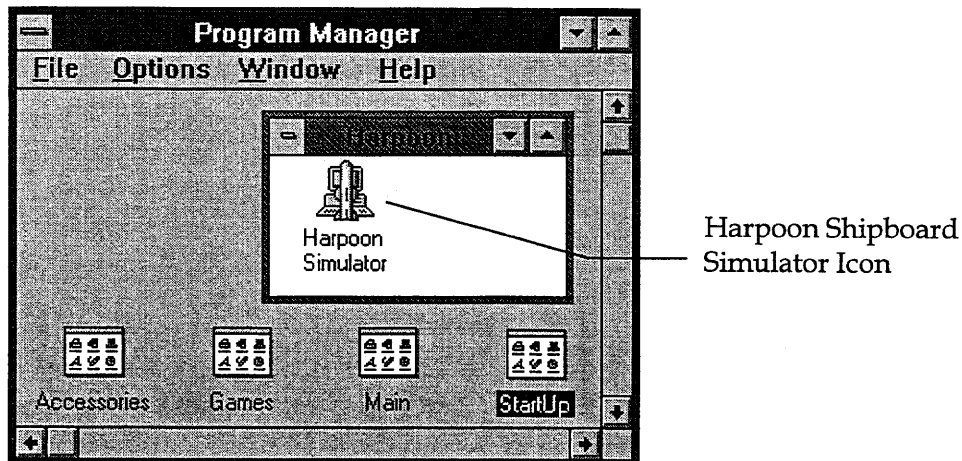 Program Manager
File Options Window Help
Harpoon
Harpoon
Simulator
Harpoon Shipboard
Simulator Icon
Accessories Games Main StartUp